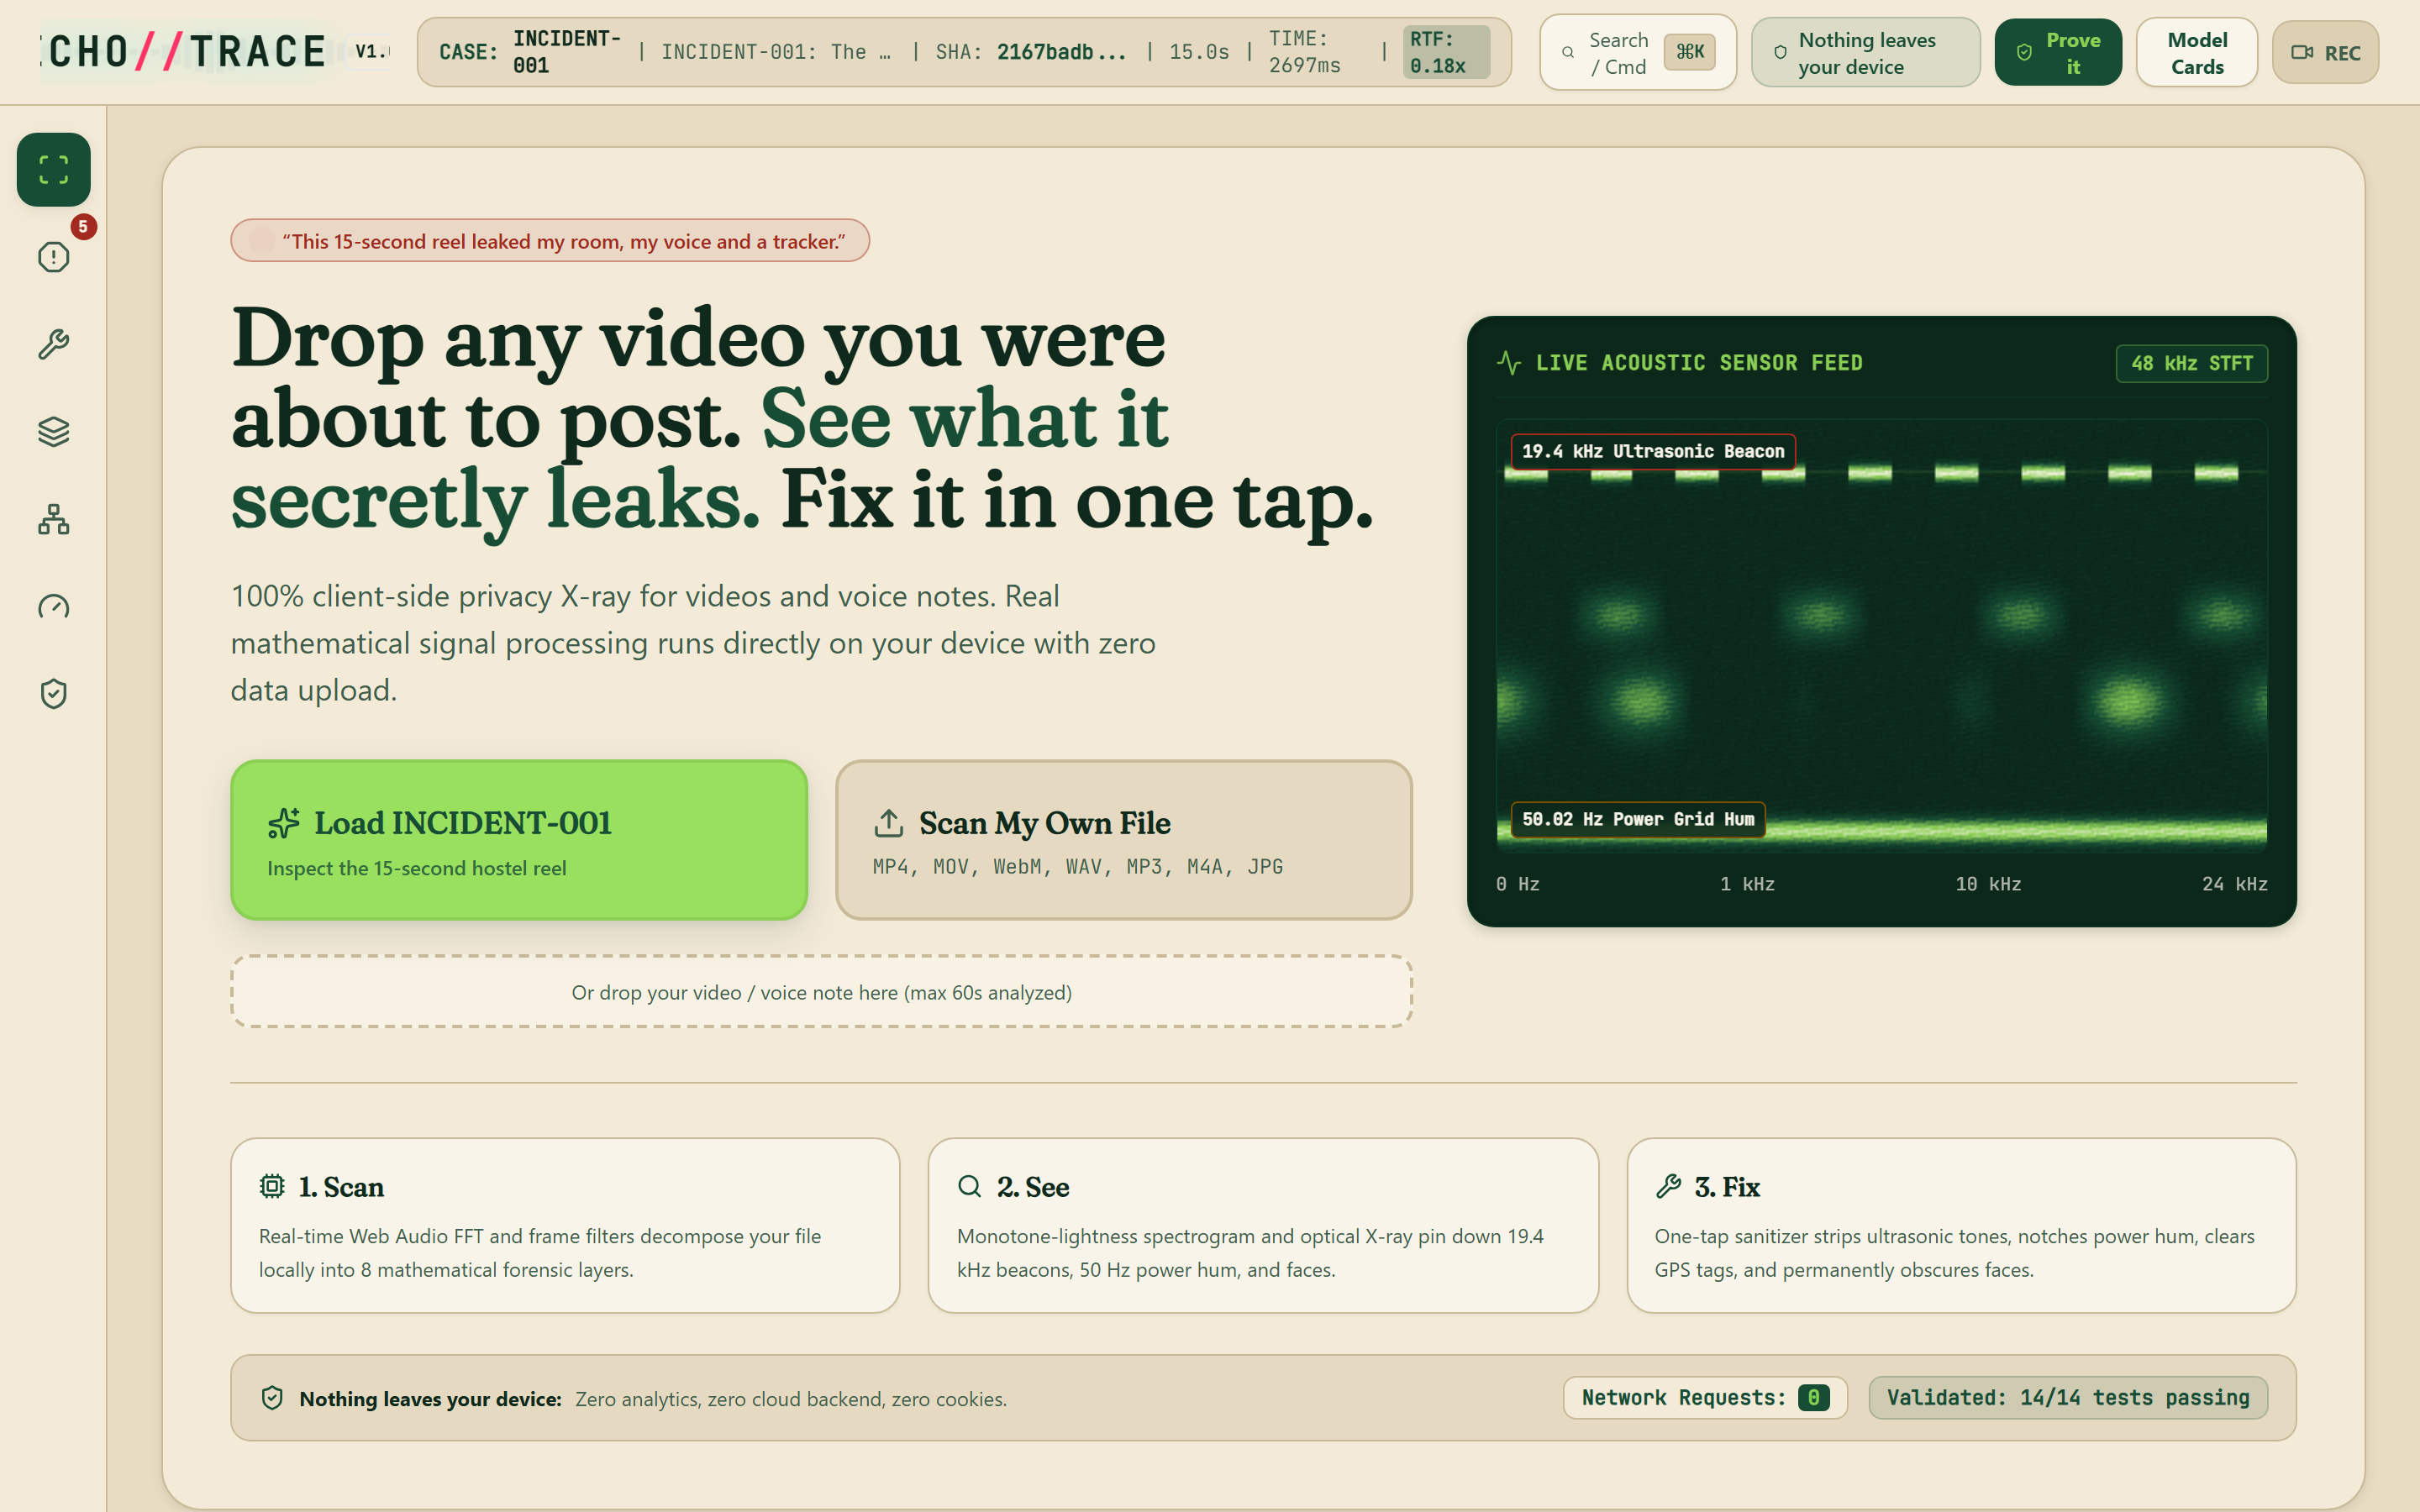 ECHO//TRACE V1.
CASE: INCIDENT-001 | INCIDENT-001: The … | SHA: 2167badb... | 15.0s | TIME: 2697ms | RTF: 0.18x
Search / Cmd ⌘K
Nothing leaves your device
Prove it
Model Cards
REC
5
“This 15-second reel leaked my room, my voice and a tracker.”
Drop any video you were
about to post. See what it
secretly leaks. Fix it in one tap.
100% client-side privacy X-ray for videos and voice notes. Real
mathematical signal processing runs directly on your device with zero
data upload.
Load INCIDENT-001
Inspect the 15-second hostel reel
Scan My Own File
MP4, MOV, WebM, WAV, MP3, M4A, JPG
Or drop your video / voice note here (max 60s analyzed)
LIVE ACOUSTIC SENSOR FEED
48 kHz STFT
19.4 kHz Ultrasonic Beacon
50.02 Hz Power Grid Hum
0 Hz 1 kHz 10 kHz 24 kHz
1. Scan
Real-time Web Audio FFT and frame filters decompose your file
locally into 8 mathematical forensic layers.
2. See
Monotone-lightness spectrogram and optical X-ray pin down 19.4
kHz beacons, 50 Hz power hum, and faces.
3. Fix
One-tap sanitizer strips ultrasonic tones, notches power hum, clears
GPS tags, and permanently obscures faces.
Nothing leaves your device: Zero analytics, zero cloud backend, zero cookies.
Network Requests: 0
Validated: 14/14 tests passing